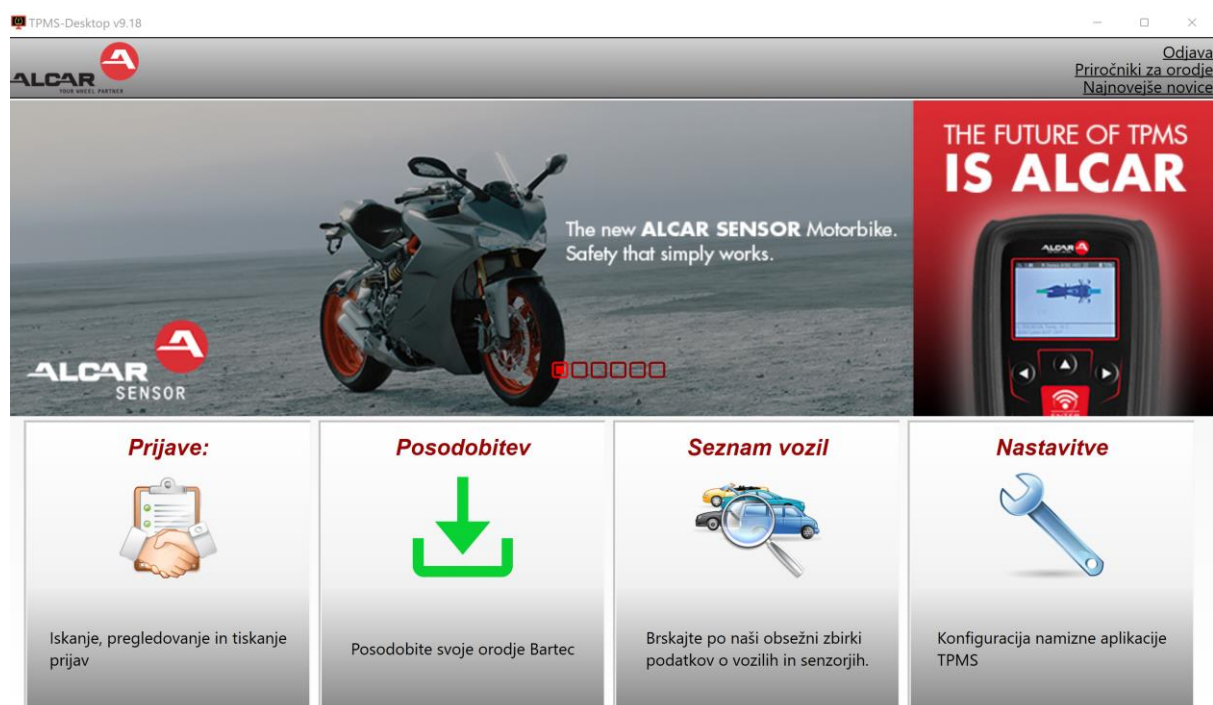 TPMS-Desktop v9.18
Odjava
ALCAR
YOUR WHEEL PARTNER
Priročniki za orodje
Najnovejše novice
The new ALCAR SENSOR Motorbike.
Safety that simply works.
ALCAR
SENSOR
THE FUTURE OF TPMS
IS ALCAR
ALCAR
Prijave:
Iskanje, pregledovanje in tiskanje
prijav
Posodobitev
Posodobite svoje orodje Bartec
Seznam vozil
Brskajte po naši obsežni zbirki
podatkov o vozilih in senzorjih.
Nastavitve
Konfiguracija namizne aplikacije
TPMS